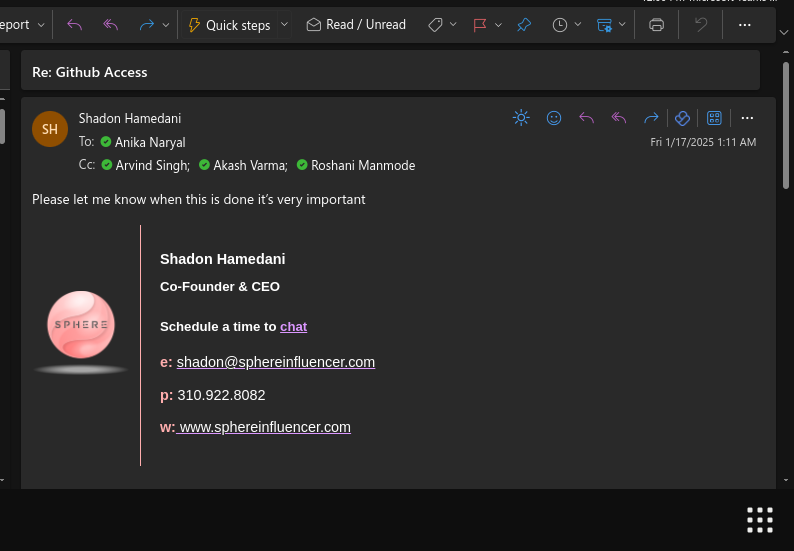 eport
Quick steps
Read / Unread
Re: Github Access
SH
Shadon Hamedani
To: Anika Naryal
Fri 1/17/2025 1:11 AM
Cc: Arvind Singh; Akash Varma; Roshani Manmode
Please let me know when this is done it’s very important
Shadon Hamedani
Co-Founder & CEO
SPHERE
Schedule a time to chat
e: shadon@sphereinfluencer.com
p: 310.922.8082
w: www.sphereinfluencer.com